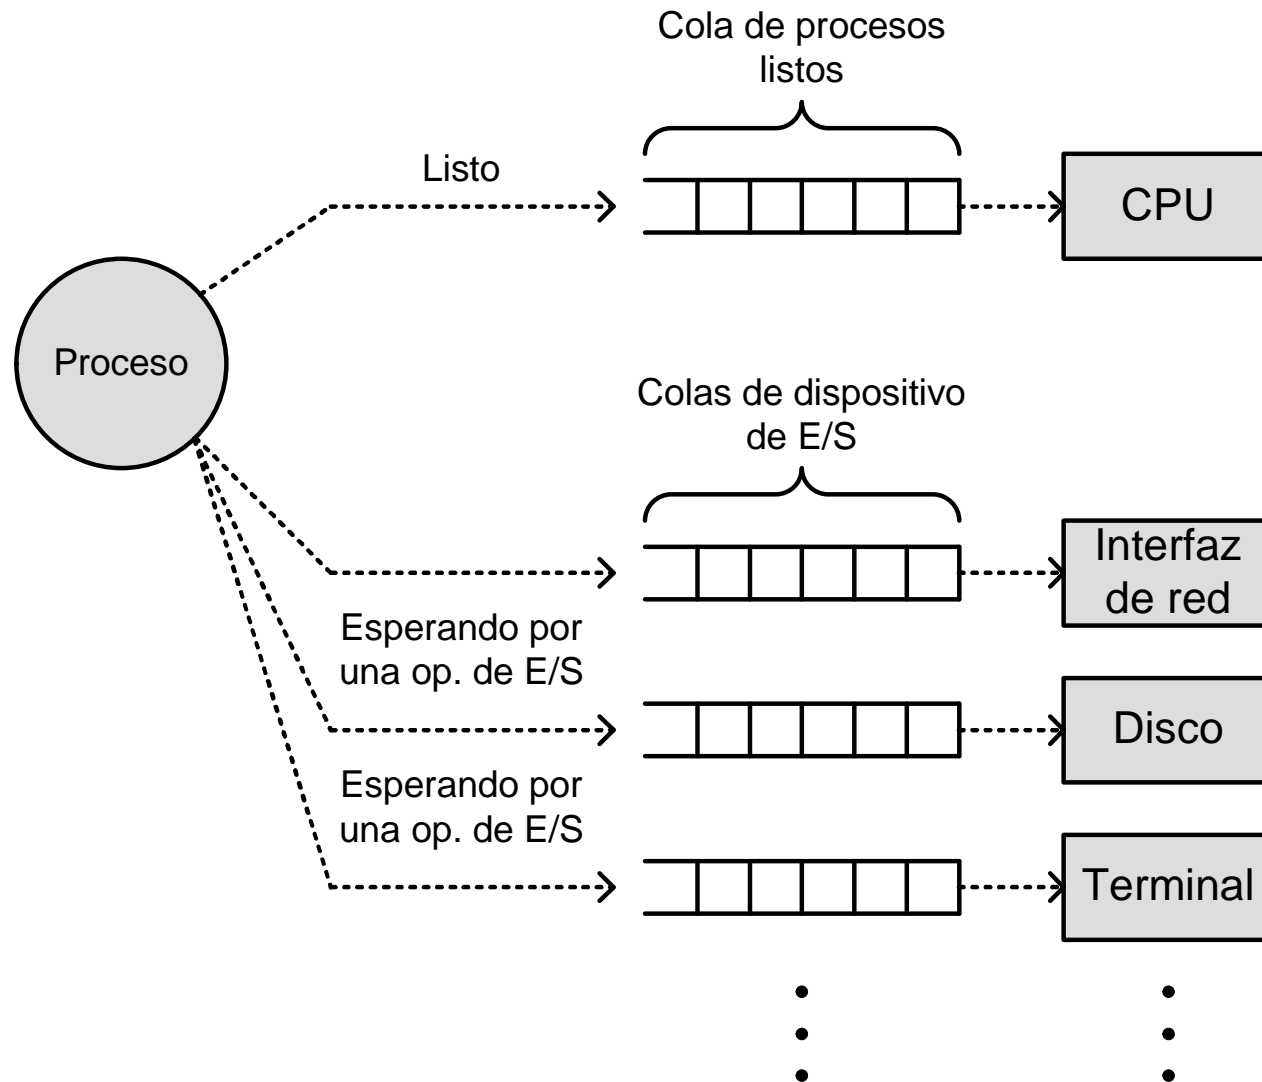 Cola de procesos
listos
Listo
CPU
Proceso
Colas de dispositivo
de E/S
Interfaz
de red
Esperando por
una op. de E/S
Disco
Esperando por
una op. de E/S
Terminal